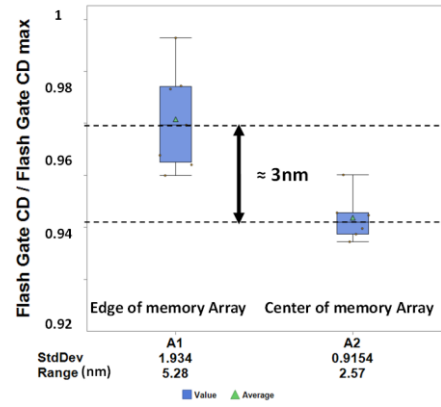 Flash Gate CD / Flash Gate CD max
1
0.98
0.96
0.94
0.92
≈ 3nm
Edge of memory Array
Center of memory Array
A1 A2
StdDev 1.934 0.9154
Range (nm) 5.28 2.57
Value Average